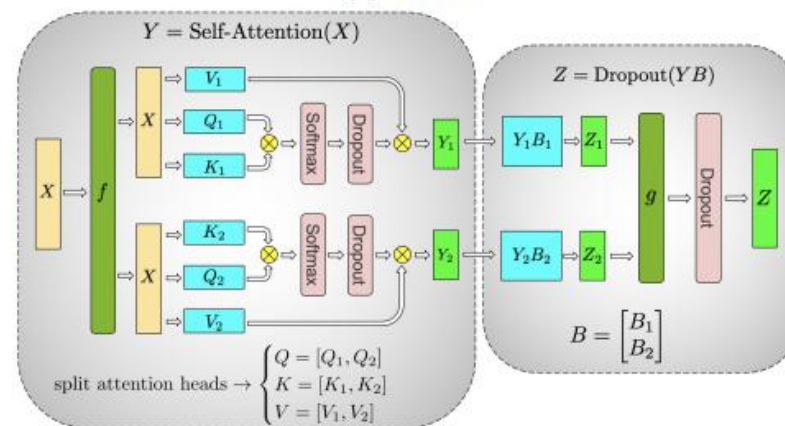 Y = Self-Attention(X)
X
f
X
V₁
Q₁
K₁
Softmax
Dropout
Y₁
X
K₂
Q₂
V₂
Softmax
Dropout
Y₂
split attention heads → { Q = [Q₁, Q₂]
K = [K₁, K₂]
V = [V₁, V₂]
Z = Dropout(YB)
Y₁B₁
Z₁
Y₂B₂
Z₂
g
Dropout
Z
B = [B₁
B₂]